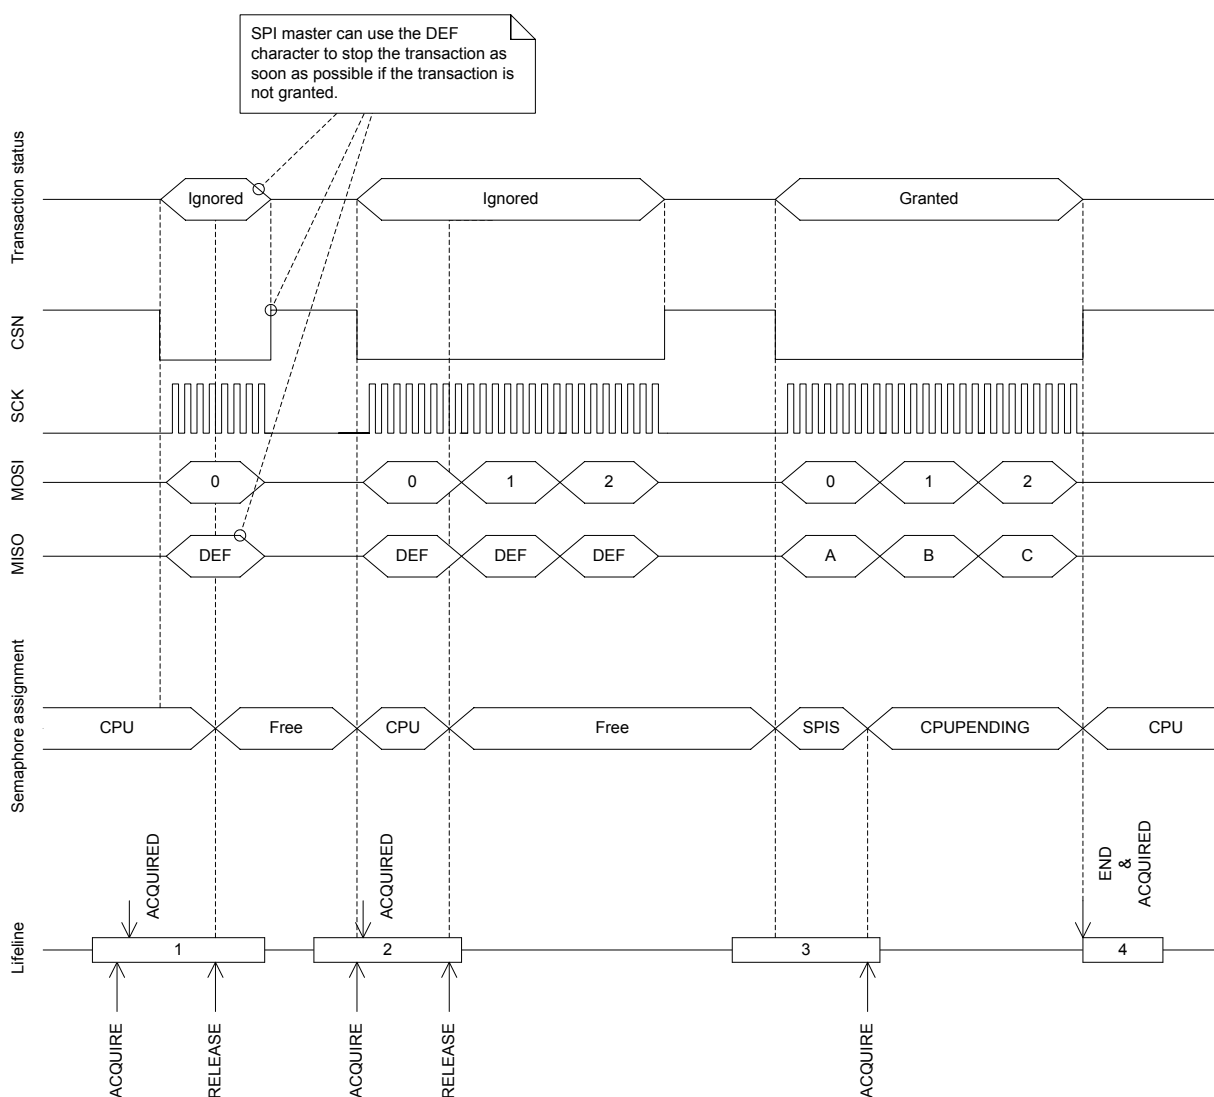 SPI master can use the DEF
character to stop the transaction as
soon as possible if the transaction is
not granted.
Transaction status
Ignored
Ignored
Granted
CSN
SCK
MOSI
0
0
1
2
0
1
2
MISO
DEF
DEF
DEF
DEF
A
B
C
Semaphore assignment
CPU
Free
CPU
Free
SPIS
CPUPENDING
CPU
ACQUIRED
ACQUIRED
END
&
ACQUIRED
Lifeline
1
2
3
4
ACQUIRE
RELEASE
ACQUIRE
RELEASE
ACQUIRE